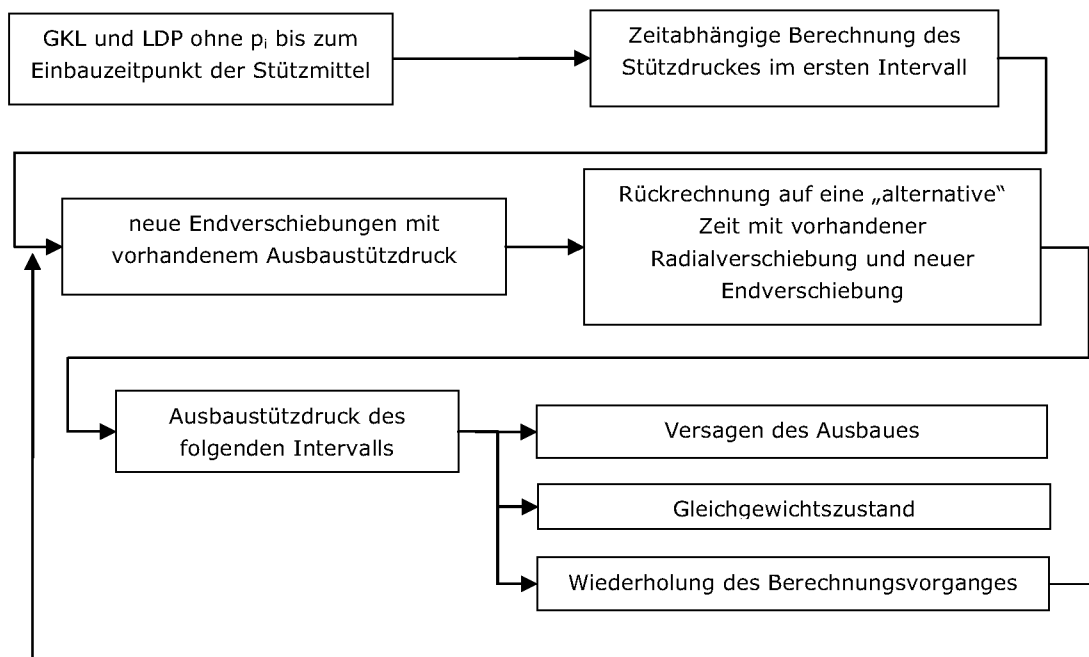 GKL und LDP ohne pᵢ bis zum
Einbauzeitpunkt der Stützmittel
Zeitabhängige Berechnung des
Stützdruckes im ersten Intervall
neue Endverschiebungen mit
vorhandenem Ausbaustützdruck
Rückrechnung auf eine „alternative“
Zeit mit vorhandener
Radialverschiebung und neuer
Endverschiebung
Ausbaustützdruck des
folgenden Intervalls
Versagen des Ausbaues
Gleichgewichtszustand
Wiederholung des Berechnungsvorganges